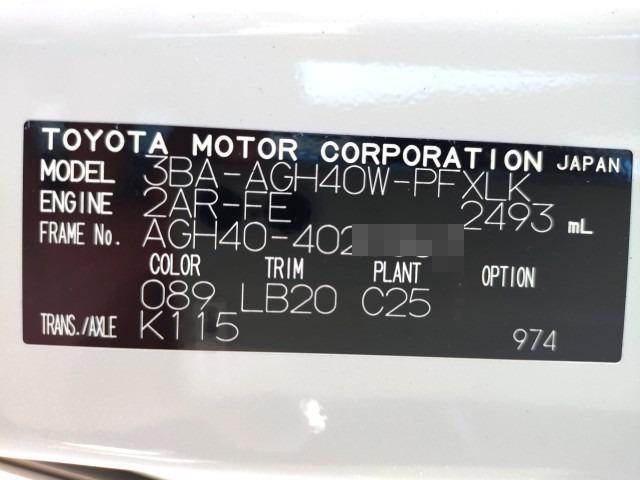 TOYOTA MOTOR CORPORATION JAPAN
MODEL 3BA-AGH40W-PFXLK
ENGINE 2AR-FE 2493 mL
FRAME No. AGH40-402
COLOR TRIM PLANT OPTION
089 LB20 C25
TRANS./AXLE K115 974